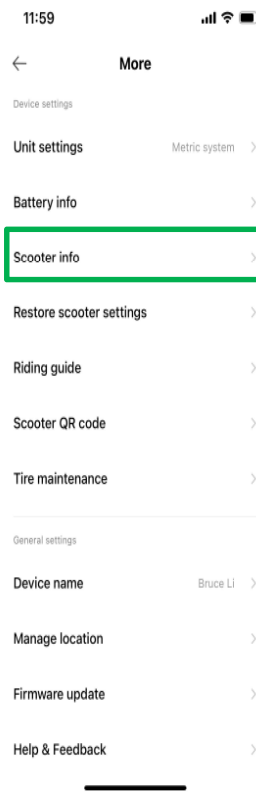 11:59
More
Device settings
Unit settings Metric system
Battery info
Scooter info
Restore scooter settings
Riding guide
Scooter QR code
Tire maintenance
General settings
Device name Bruce Li
Manage location
Firmware update
Help & Feedback